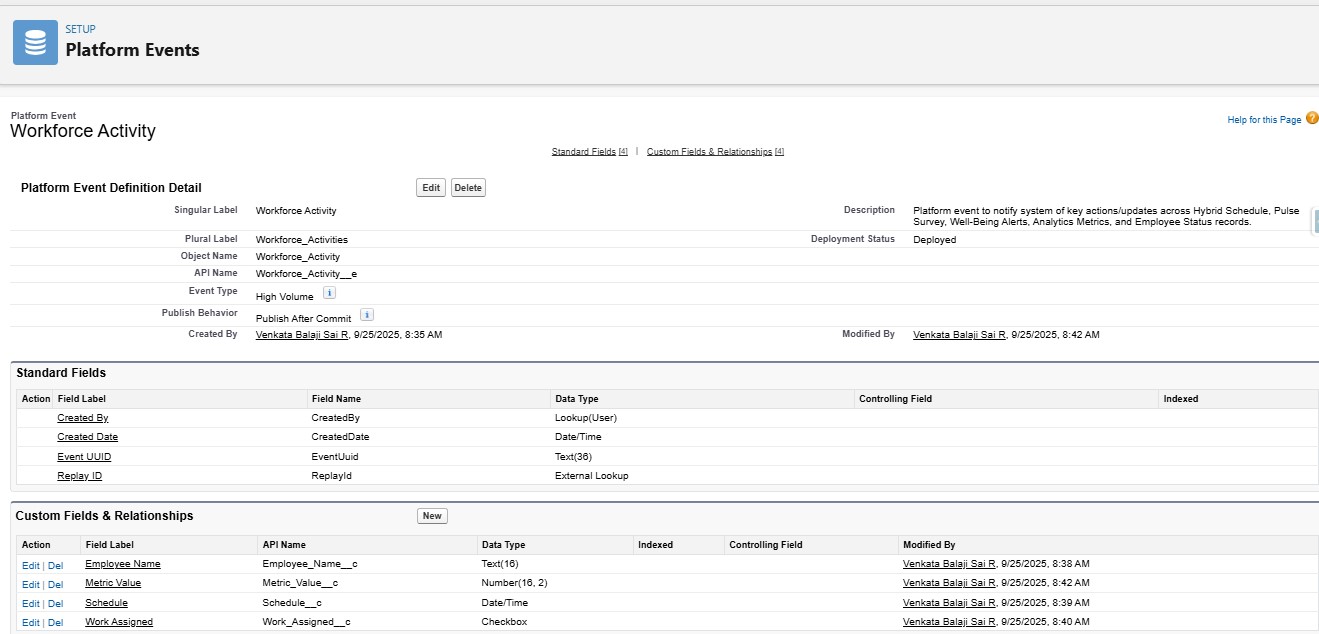 SETUP
Platform Events
Platform Event
Workforce Activity
Help for this Page ?
Standard Fields [4] | Custom Fields & Relationships [4]
Platform Event Definition Detail Edit Delete
Singular Label Workforce Activity Description Platform event to notify system of key actions/updates across Hybrid Schedule, Pulse
Survey, Well-Being Alerts, Analytics Metrics, and Employee Status records.
Plural Label Workforce_Activities Deployment Status Deployed
Object Name Workforce_Activity
API Name Workforce_Activity__e
Event Type High Volume i
Publish Behavior Publish After Commit i
Created By Venkata Balaji Sai R, 9/25/2025, 8:35 AM Modified By Venkata Balaji Sai R, 9/25/2025, 8:42 AM
Standard Fields
Action Field Label Field Name Data Type Controlling Field Indexed
Created By CreatedBy Lookup(User)
Created Date CreatedDate Date/Time
Event UUID EventUuid Text(36)
Replay ID ReplayId External Lookup
Custom Fields & Relationships New
Action Field Label API Name Data Type Indexed Controlling Field Modified By
Edit | Del Employee Name Employee_Name__c Text(16) Venkata Balaji Sai R, 9/25/2025, 8:38 AM
Edit | Del Metric Value Metric_Value__c Number(16, 2) Venkata Balaji Sai R, 9/25/2025, 8:42 AM
Edit | Del Schedule Schedule__c Date/Time Venkata Balaji Sai R, 9/25/2025, 8:39 AM
Edit | Del Work Assigned Work_Assigned__c Checkbox Venkata Balaji Sai R, 9/25/2025, 8:40 AM